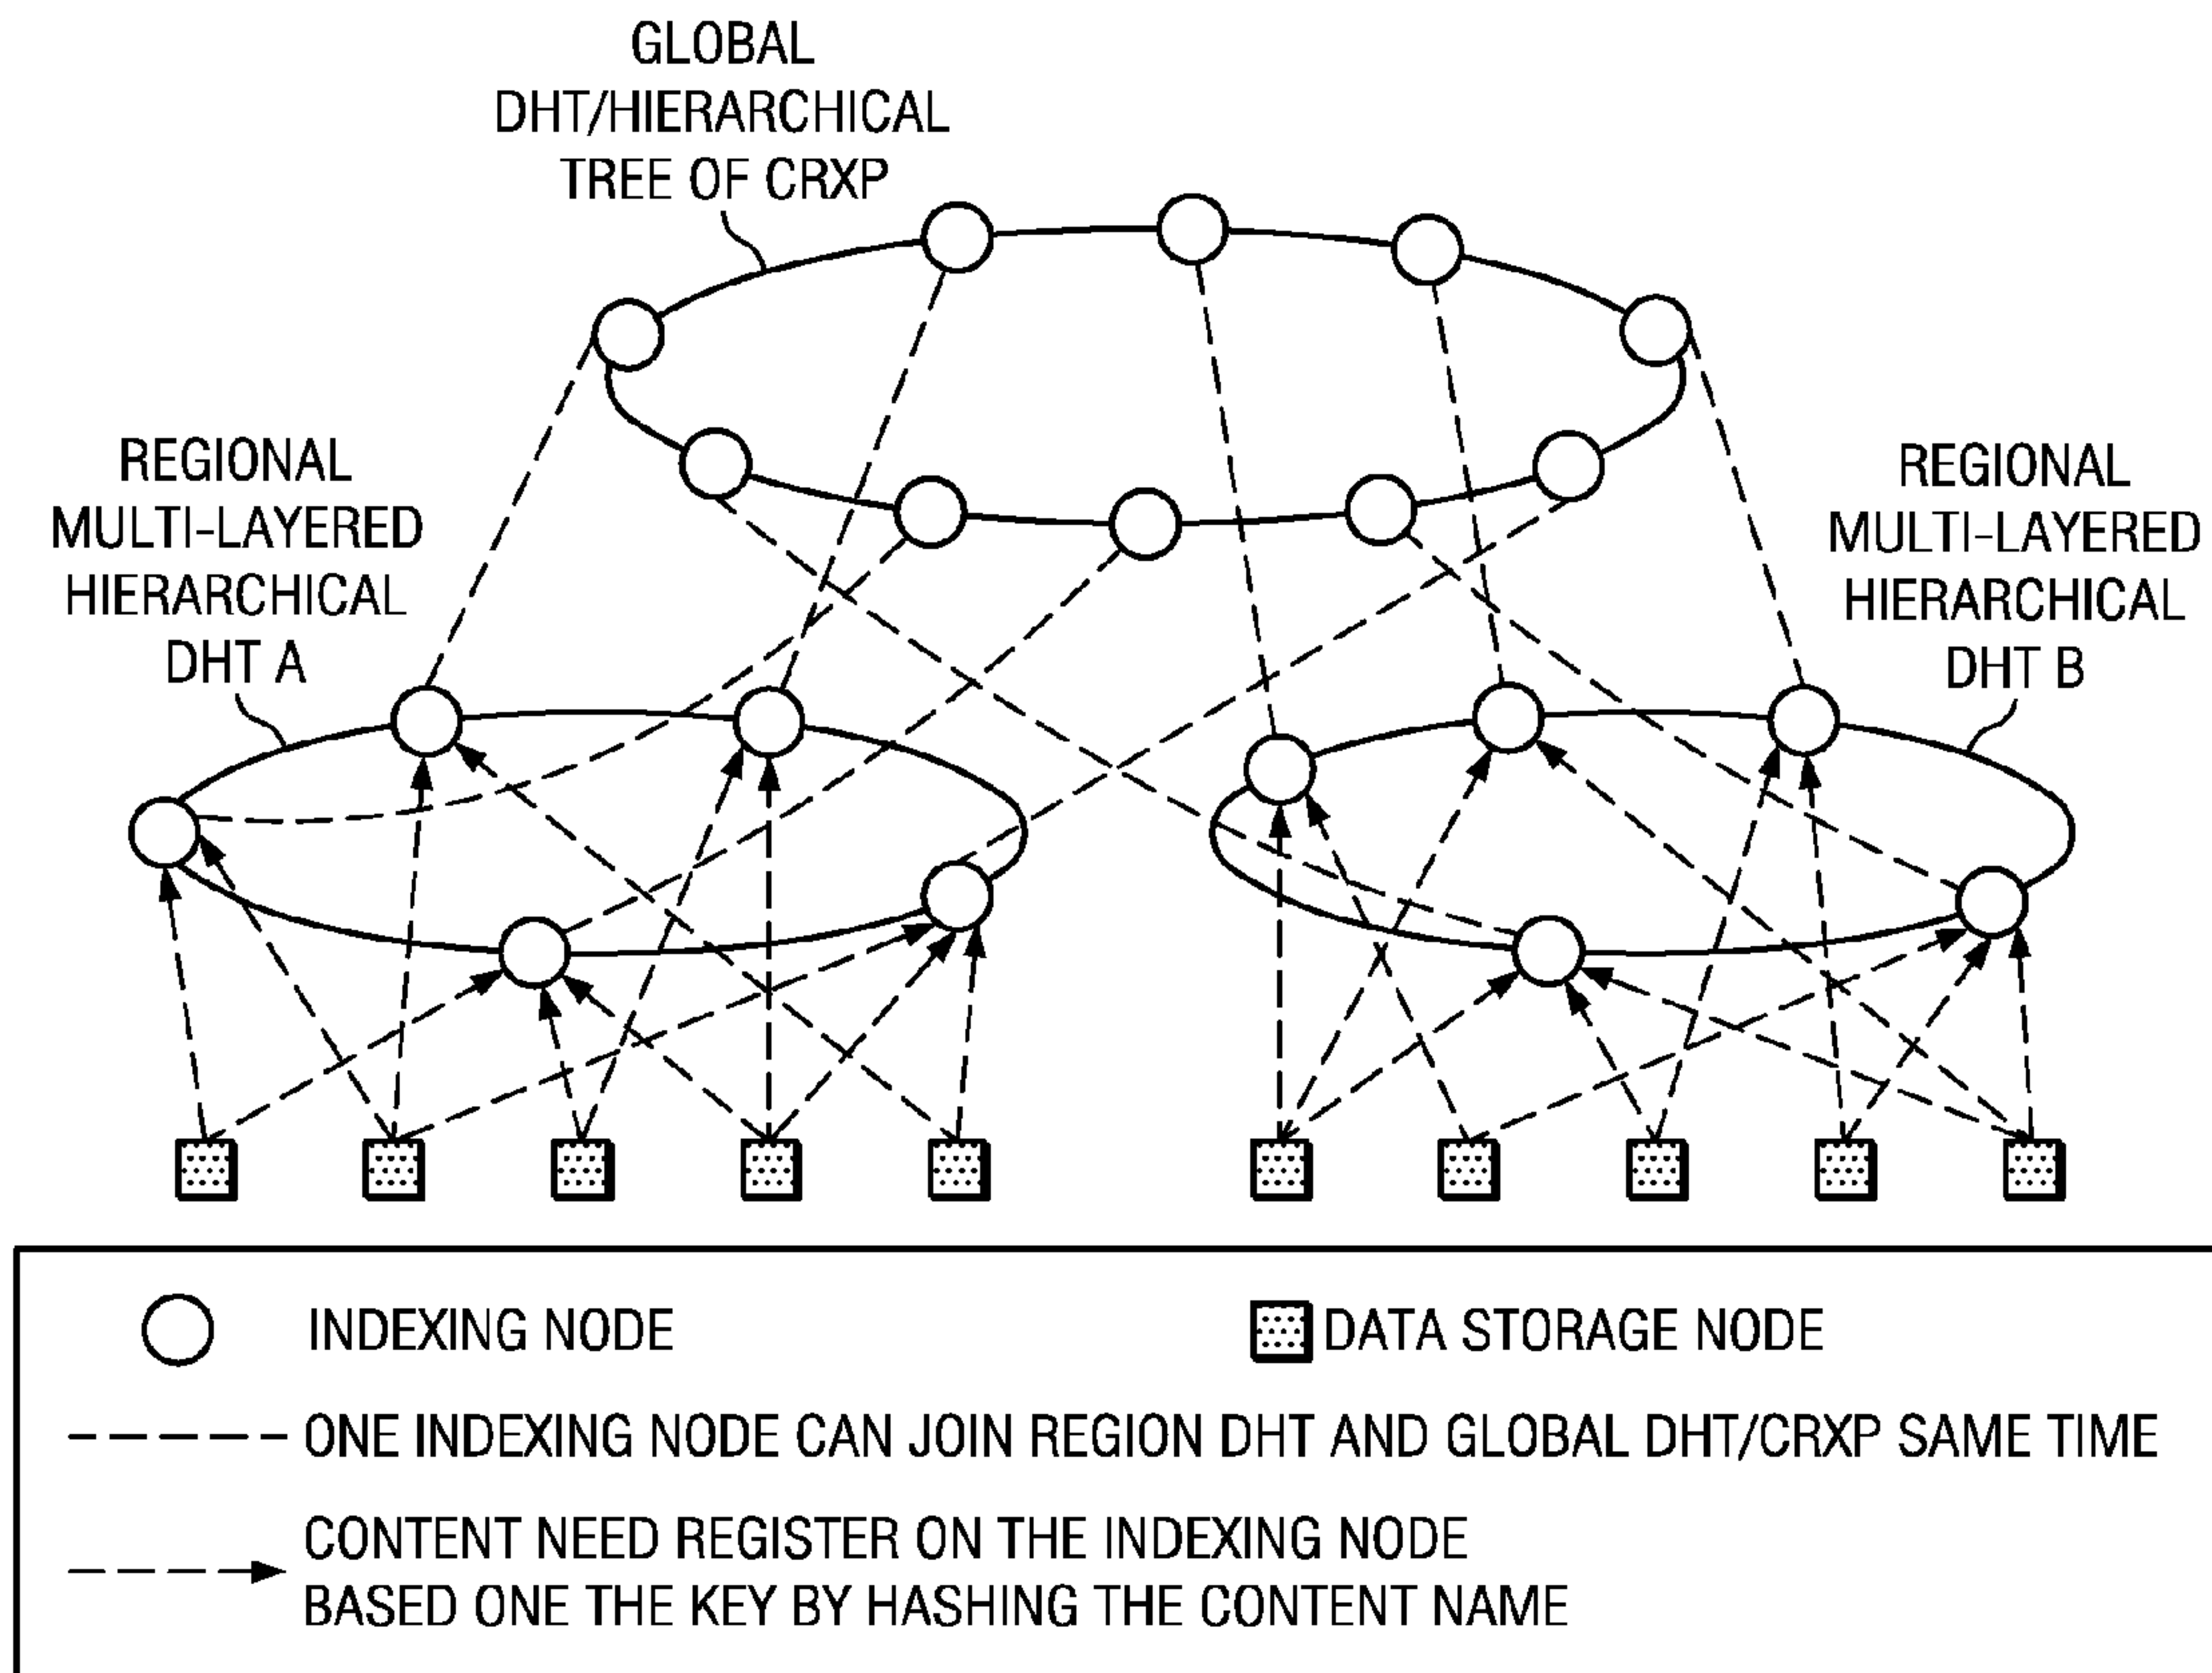 GLOBAL
DHT/HIERARCHICAL
TREE OF CRXP
REGIONAL
MULTI-LAYERED
HIERARCHICAL
DHT A
REGIONAL
MULTI-LAYERED
HIERARCHICAL
DHT B
INDEXING NODE
DATA STORAGE NODE
ONE INDEXING NODE CAN JOIN REGION DHT AND GLOBAL DHT/CRXP SAME TIME
CONTENT NEED REGISTER ON THE INDEXING NODE
BASED ONE THE KEY BY HASHING THE CONTENT NAME